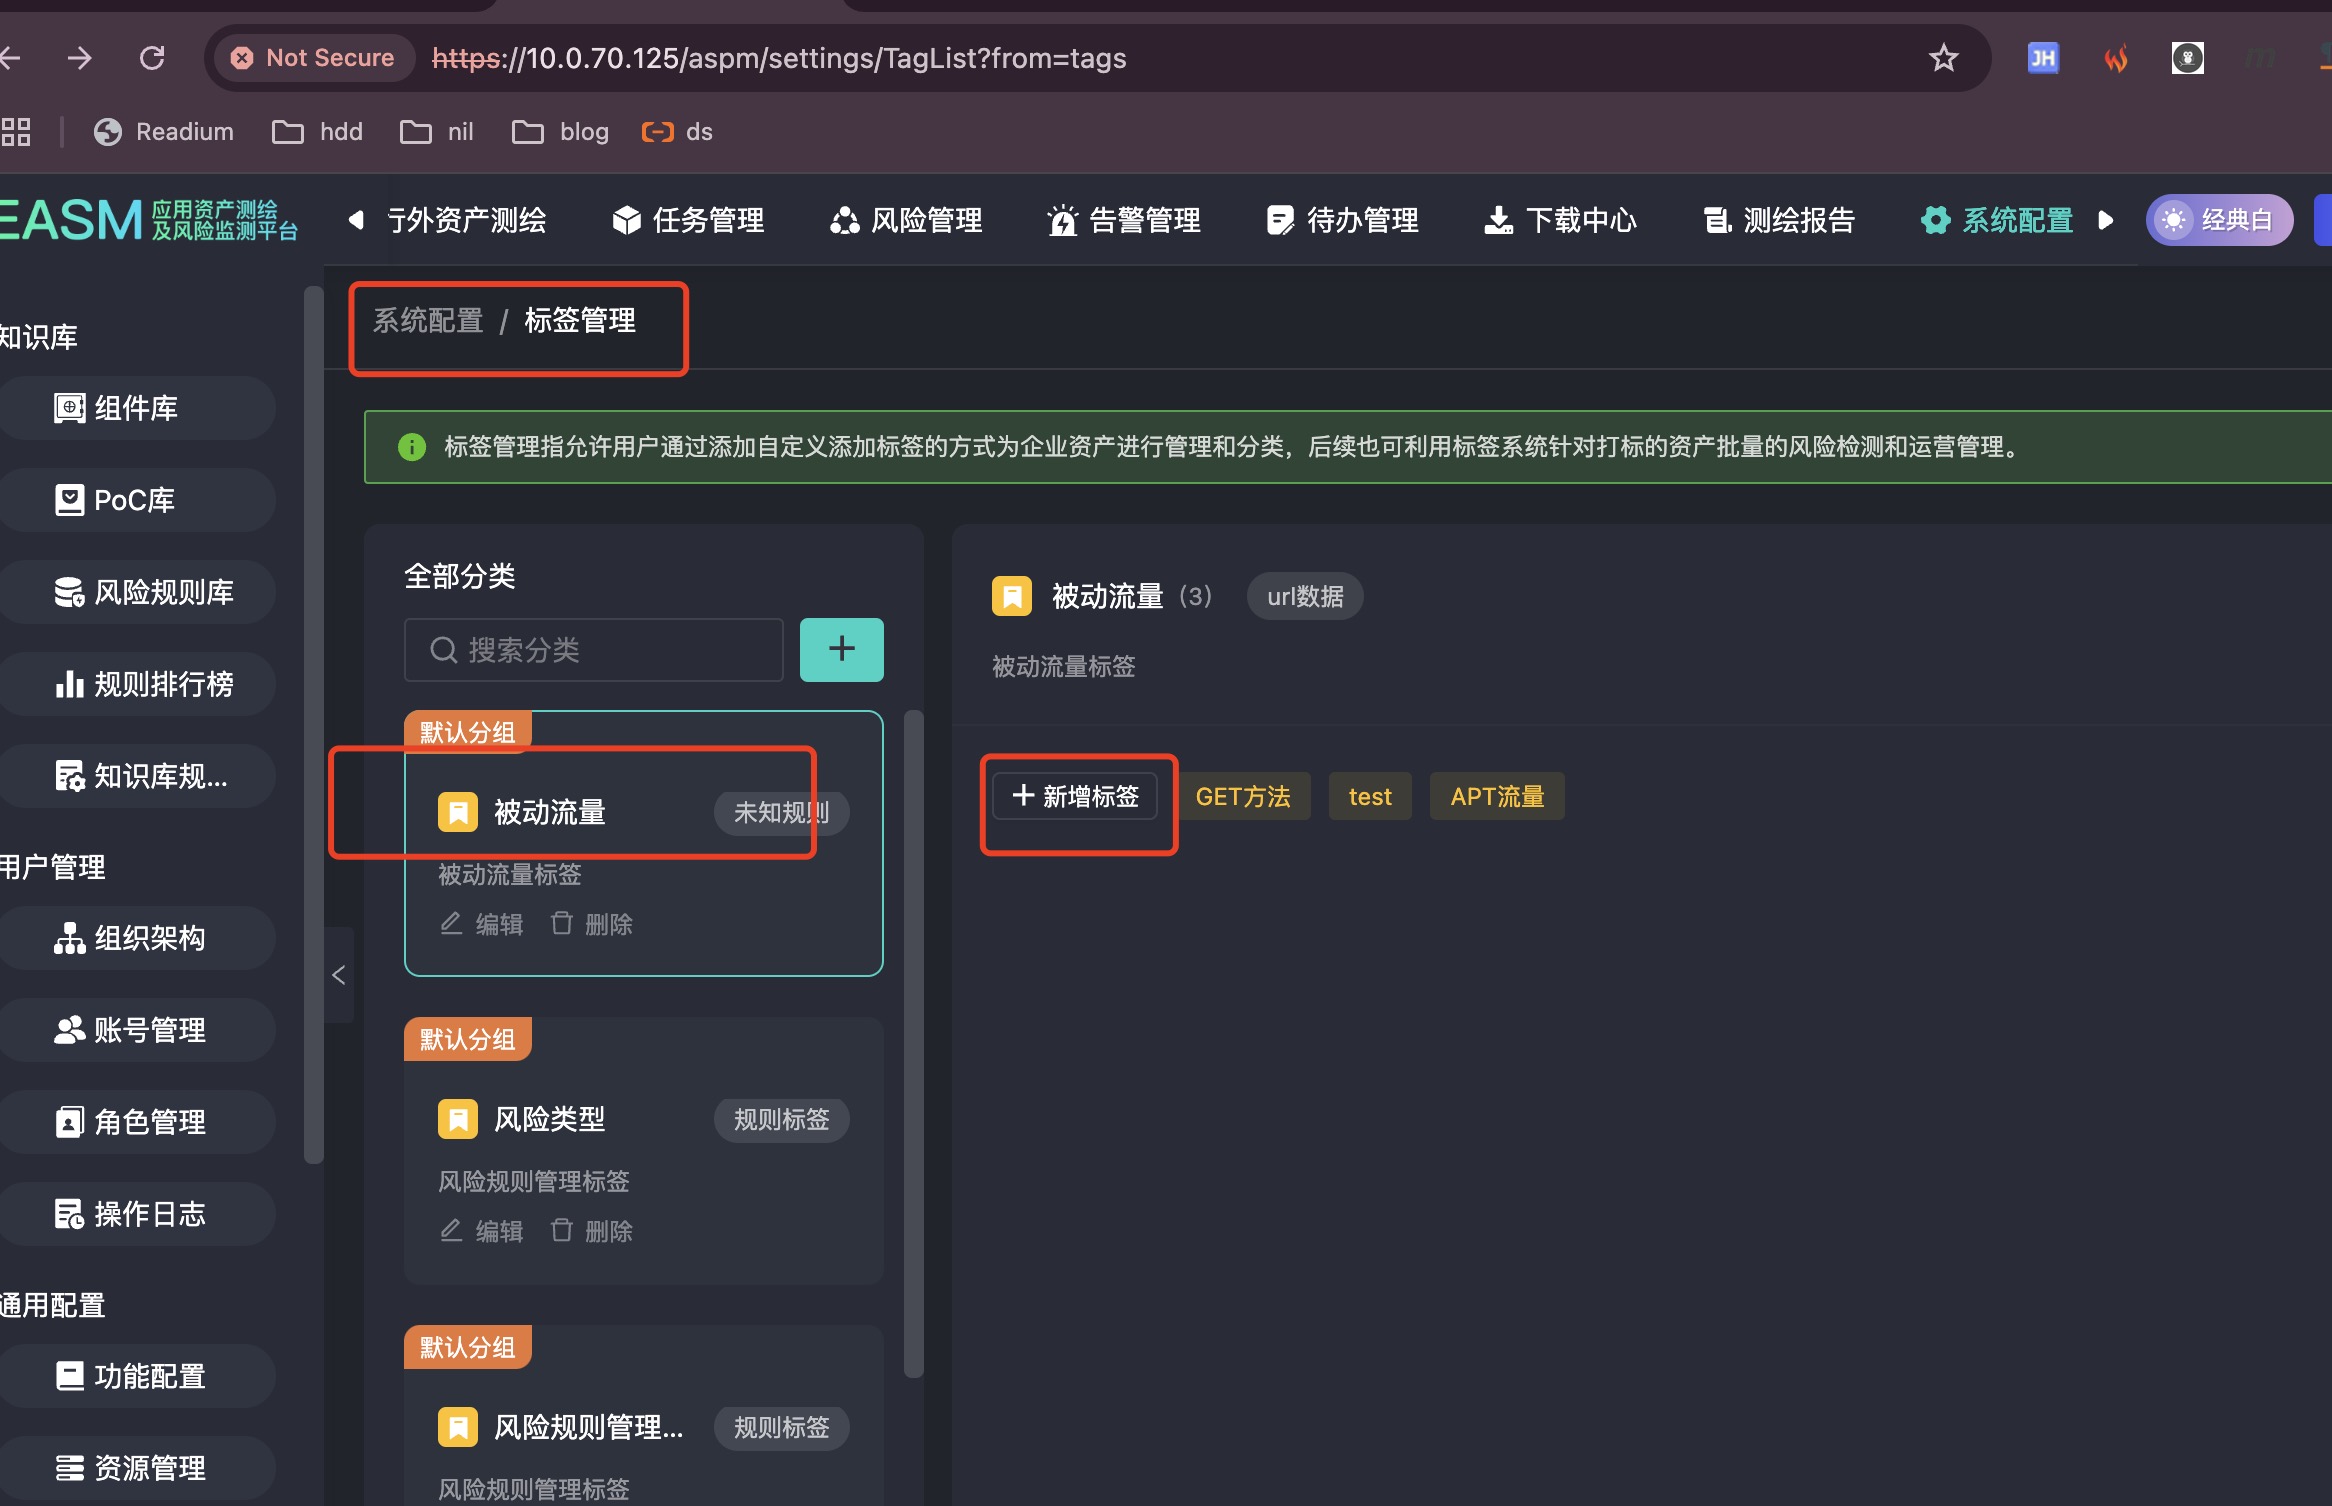 Not Secure https://10.0.70.125/aspm/settings/TagList?from=tags
JH
Readium hdd nil blog ds
EASM 应用资产测绘及风险监测平台
行外资产测绘 任务管理 风险管理 告警管理 待办管理 下载中心 测绘报告 系统配置 经典白
系统配置 / 标签管理
标签管理指允许用户通过添加自定义添加标签的方式为企业资产进行管理和分类，后续也可利用标签系统针对打标的资产批量的风险检测和运营管理。
知识库
组件库
PoC库
风险规则库
规则排行榜
知识库规...
用户管理
组织架构
账号管理
角色管理
操作日志
通用配置
功能配置
资源管理
全部分类
搜索分类
+
默认分组
被动流量 未知规则
被动流量标签
编辑 删除
默认分组
风险类型 规则标签
风险规则管理标签
编辑 删除
默认分组
风险规则管理... 规则标签
风险规则管理标签
被动流量 (3) url数据
被动流量标签
+ 新增标签 GET方法 test APT流量